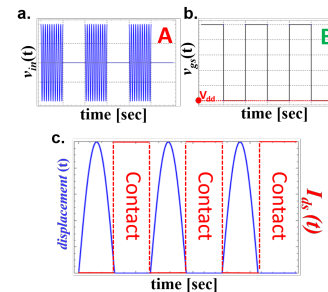 a.
A
v_in(t)
time [sec]
b.
v_gs(t)
V_dd
time [sec]
c.
displacement (t)
Contact
Contact
Contact
I_ds (t)
time [sec]